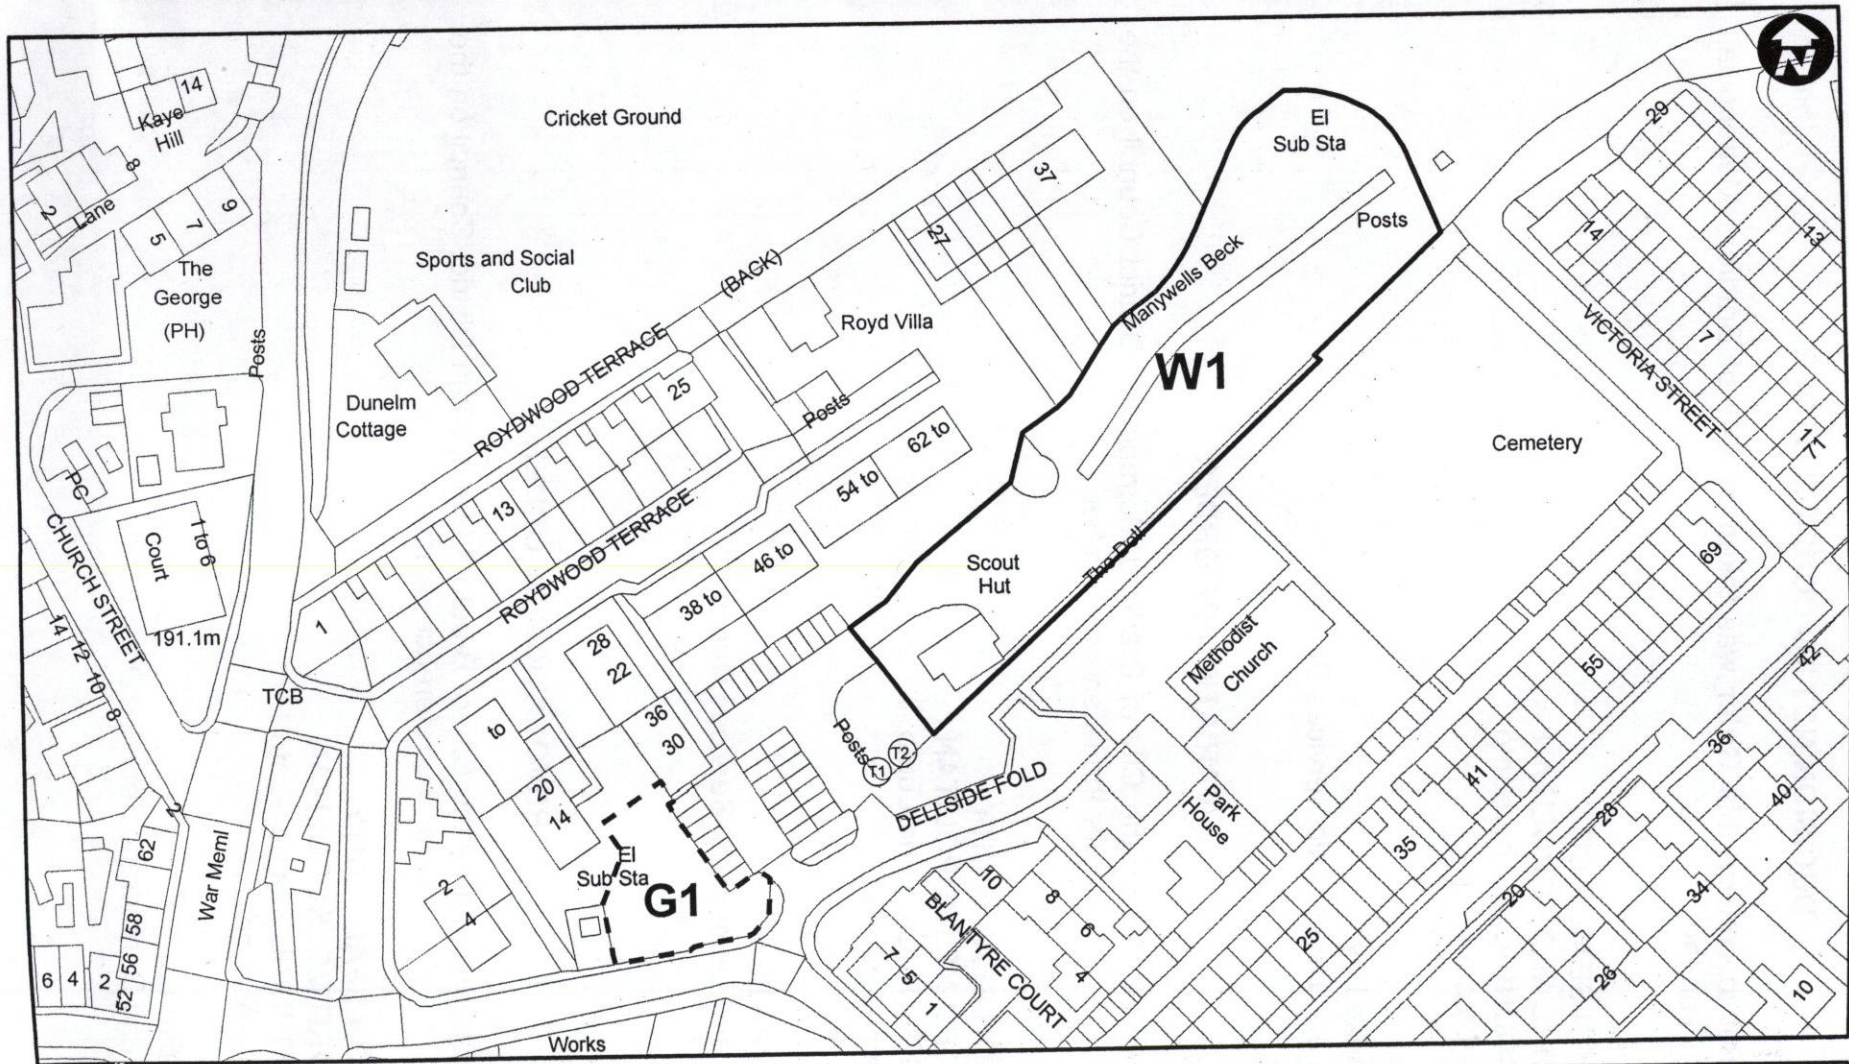 N
14
Kaye
Hill
8
2
Lane
5
7
9
The
George
(PH)
Posts
PC
Court
1 to 6
CHURCH STREET
191.1m
14
12
10
8
2
TCB
War Meml
62
58
56
52
6
4
2
Cricket Ground
Sports and Social
Club
Dunelm
Cottage
ROYDWOOD TERRACE
(BACK)
Royd Villa
27
37
25
13
1
Posts
ROYDWOOD TERRACE
62 to
54 to
46 to
38 to
28
22
36
30
to
20
14
2
4
El
Sub Sta
G1
Works
El
Sub Sta
Posts
Manywells Beck
W1
Scout
Hut
The Dell
Posts
T1
T2
DELLSIDE FOLD
Methodist
Church
Park
House
Cemetery
BLANTYRE COURT
10
8
6
4
7
5
1
29
14
13
7
1
71
VICTORIA STREET
69
55
41
35
25
42
36
40
28
34
20
26
10